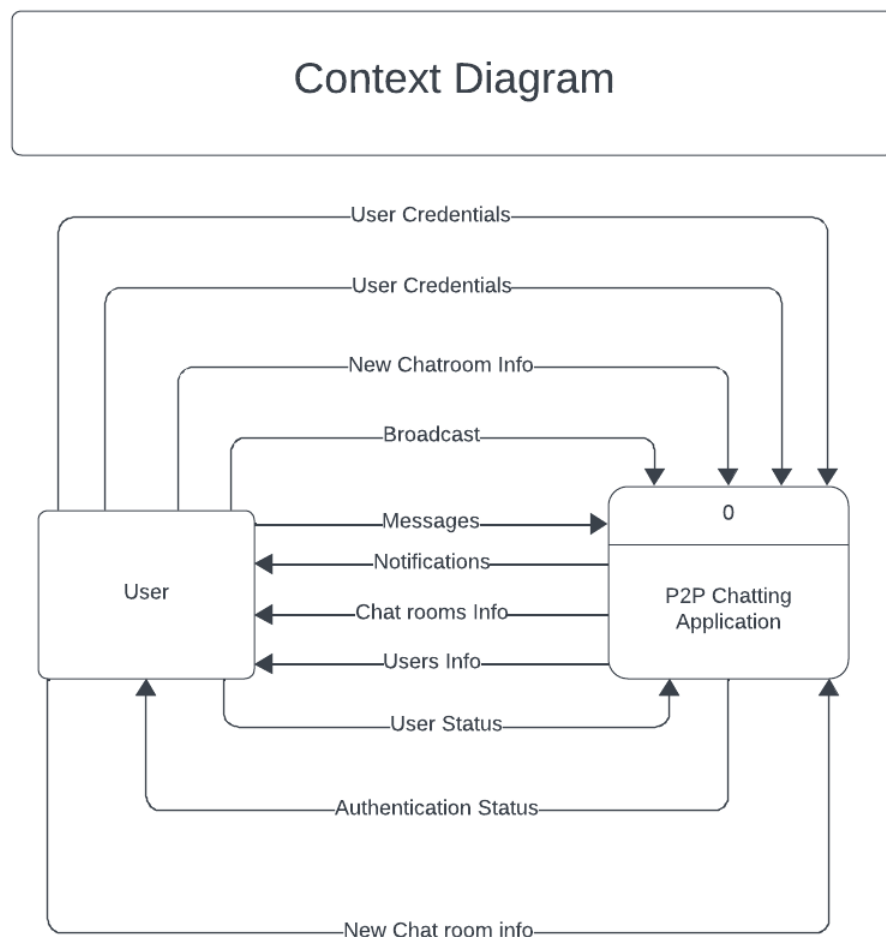 Context Diagram
User Credentials
User Credentials
New Chatroom Info
Broadcast
Messages
Notifications
Chat rooms Info
Users Info
User
0
P2P Chatting
Application
User Status
Authentication Status
New Chat room info